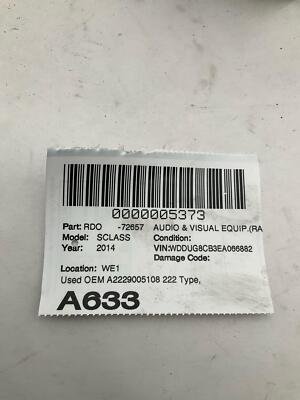 0000005373
Part: RDO -72657 AUDIO & VISUAL EQUIP.(RA
Model: SCLASS Condition:
Year: 2014 VIN:WDDUG8CB3EA066882
Damage Code:
Location: WE1
Used OEM A2229005108 222 Type,
A633